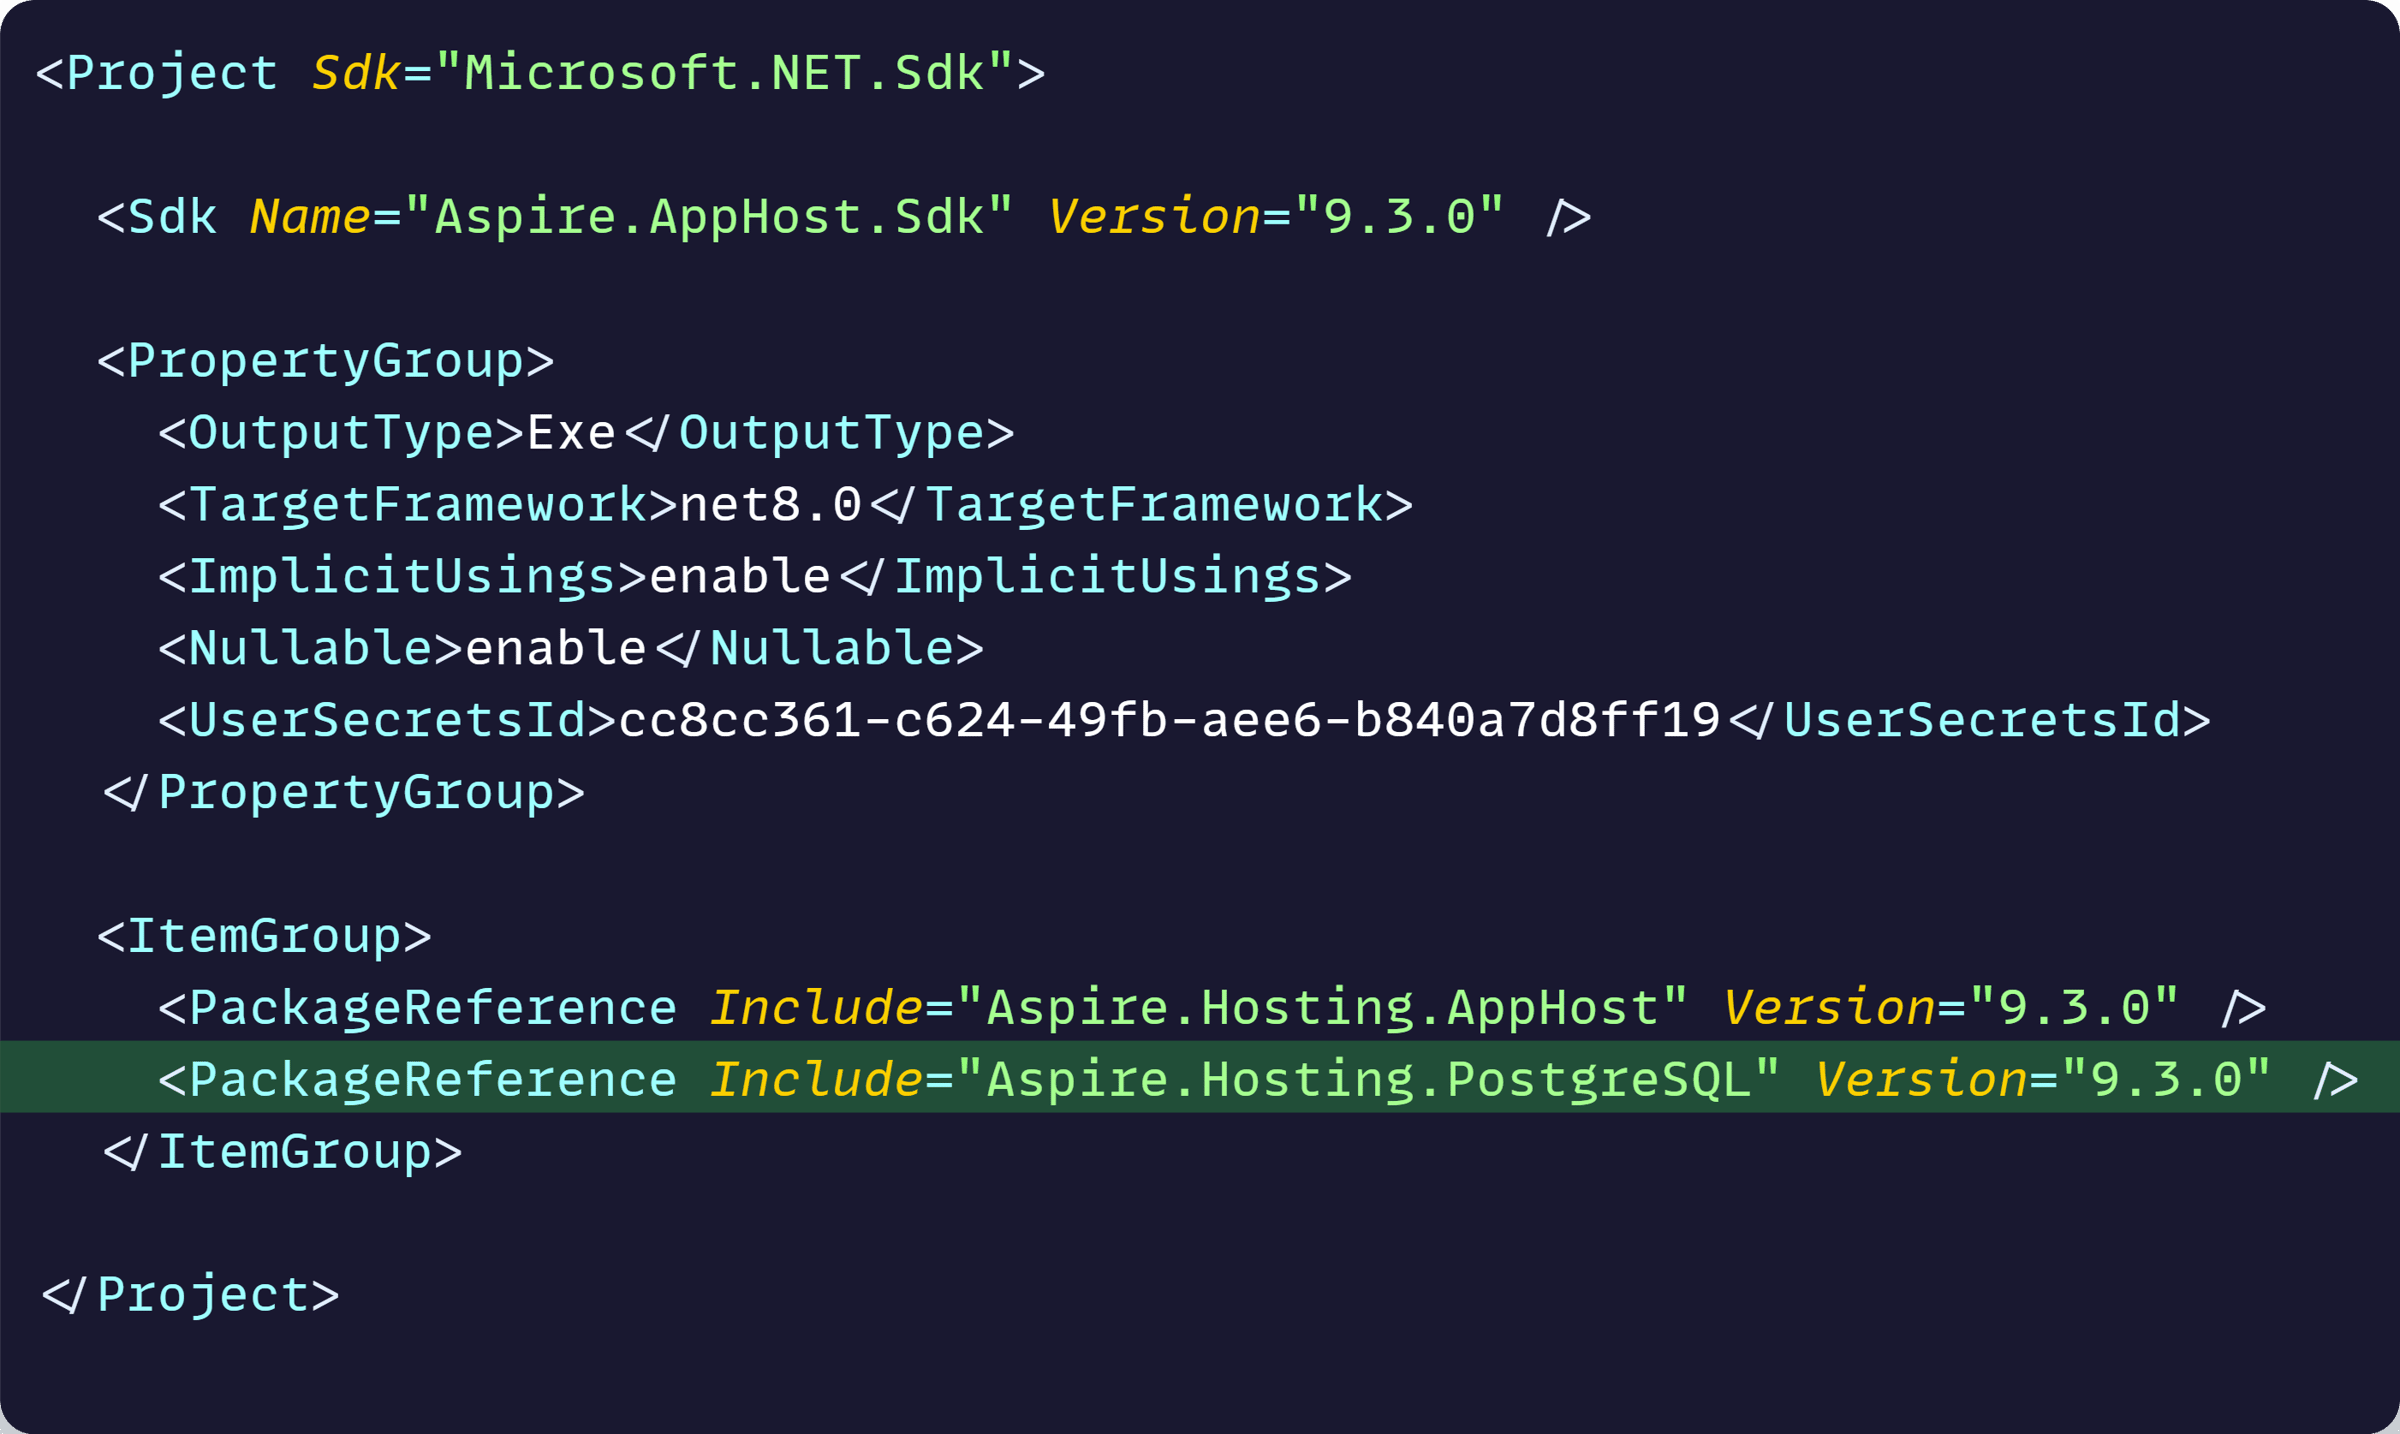 <Project Sdk="Microsoft.NET.Sdk">
<Sdk Name="Aspire.AppHost.Sdk" Version="9.3.0" />
<PropertyGroup>
<OutputType>Exe</OutputType>
<TargetFramework>net8.0</TargetFramework>
<ImplicitUsings>enable</ImplicitUsings>
<Nullable>enable</Nullable>
<UserSecretsId>cc8cc361-c624-49fb-aee6-b840a7d8ff19</UserSecretsId>
</PropertyGroup>
<ItemGroup>
<PackageReference Include="Aspire.Hosting.AppHost" Version="9.3.0" />
<PackageReference Include="Aspire.Hosting.PostgreSQL" Version="9.3.0" />
</ItemGroup>
</Project>